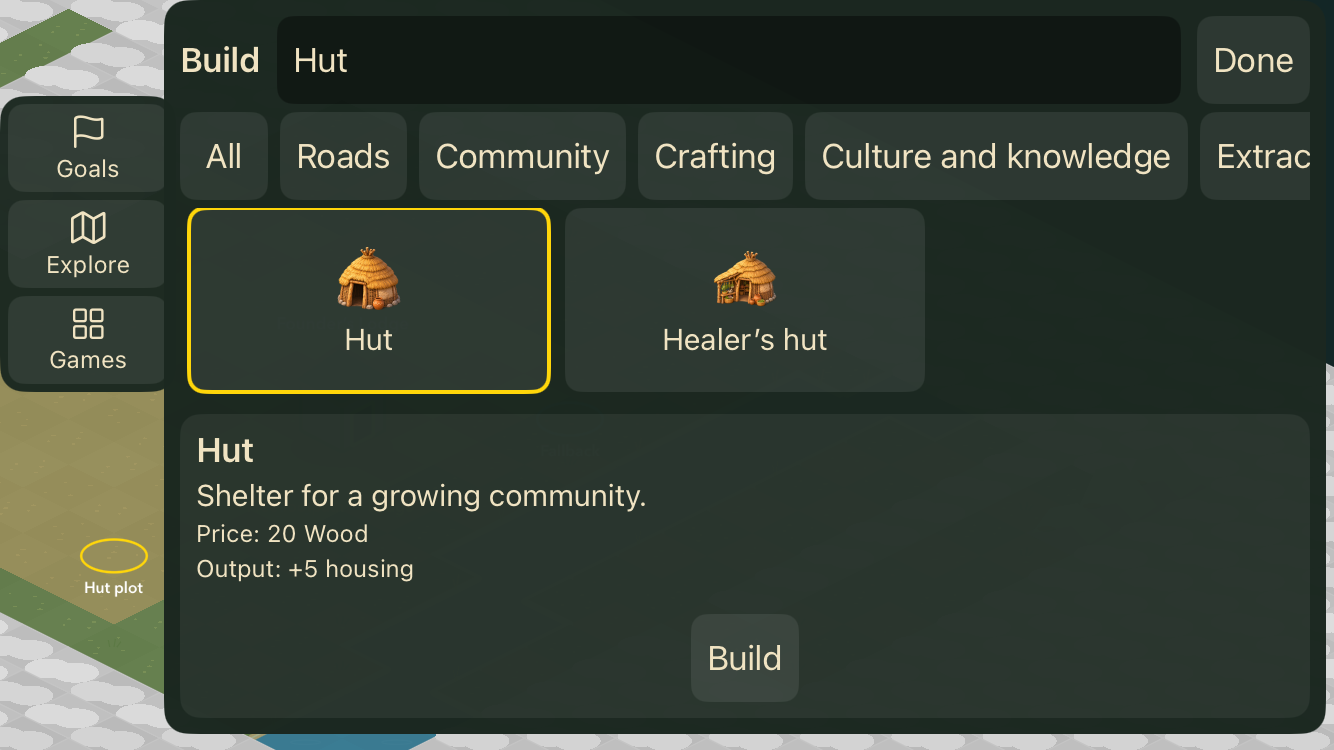 Build
Hut
Done
All
Roads
Community
Crafting
Culture and knowledge
Extrac
Goals
Explore
Games
Hut
Healer’s hut
Hut
Shelter for a growing community.
Price: 20 Wood
Output: +5 housing
Build
Hut plot